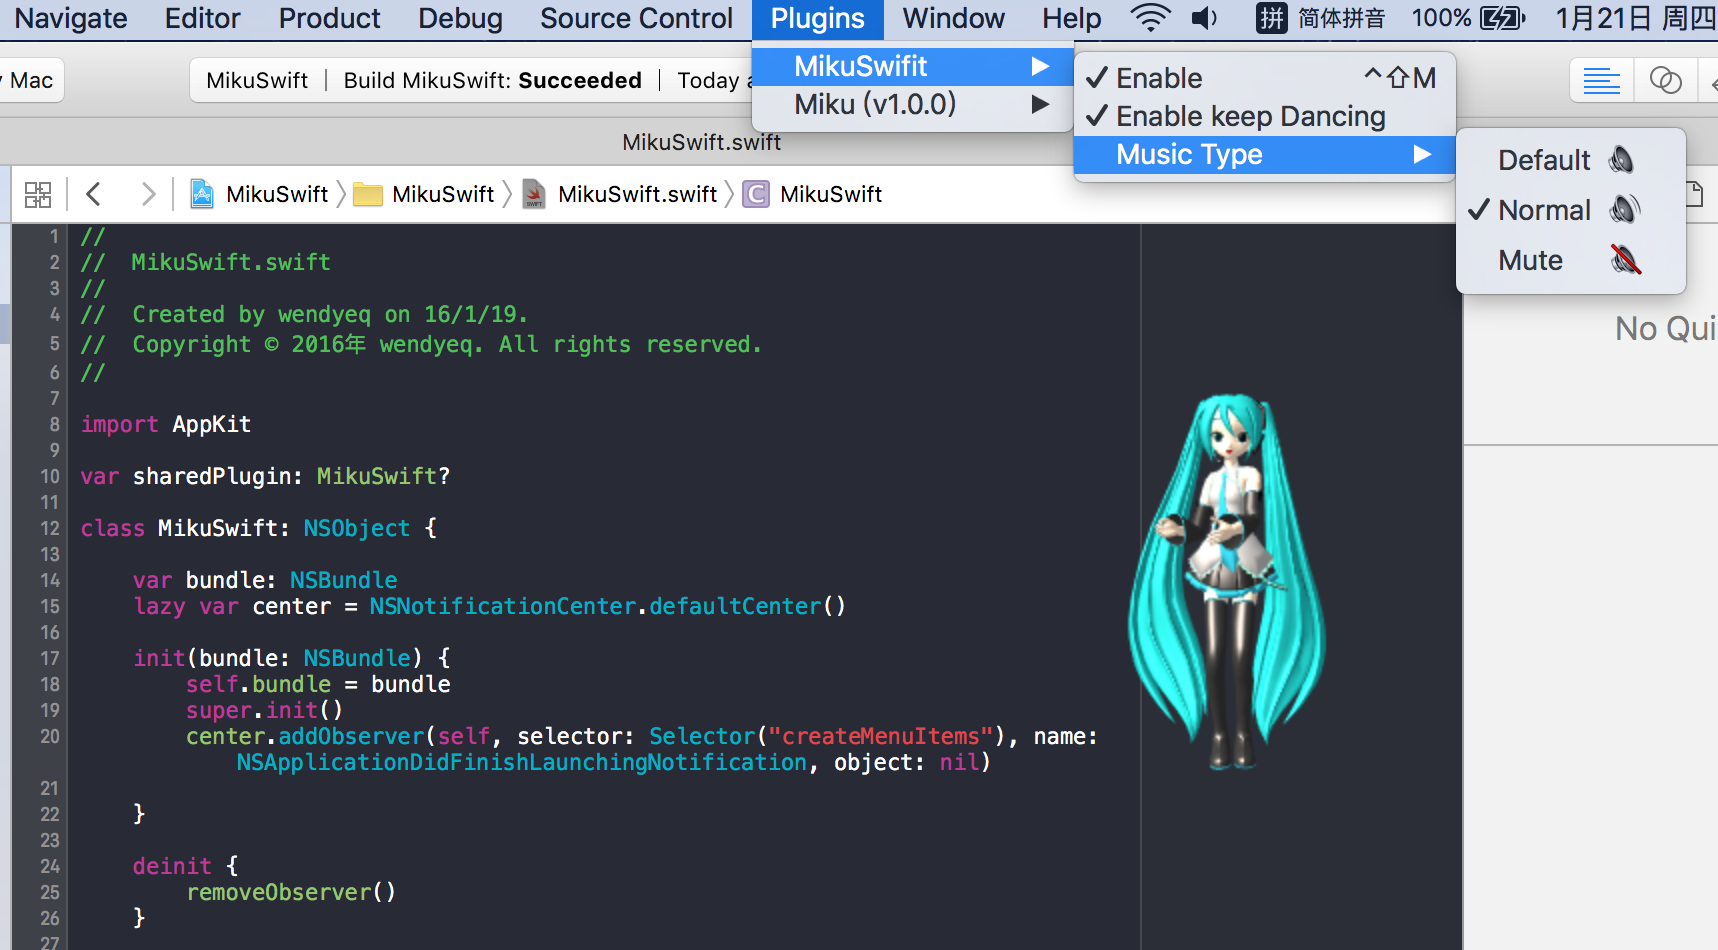 Navigate Editor Product Debug Source Control Plugins Window Help 拼 简体拼音 100% 1月21日 周四
Mac MikuSwift Build MikuSwift: Succeeded Today
MikuSwifit
Miku (v1.0.0)
Enable ^⇧M
Enable keep Dancing
Music Type
Default
Normal
Mute
MikuSwift.swift
MikuSwift MikuSwift MikuSwift.swift C MikuSwift
No Qui
1 //
2 // MikuSwift.swift
3 //
4 // Created by wendyeq on 16/1/19.
5 // Copyright © 2016年 wendyeq. All rights reserved.
6 //
7
8 import AppKit
9
10 var sharedPlugin: MikuSwift?
11
12 class MikuSwift: NSObject {
13
14 var bundle: NSBundle
15 lazy var center = NSNotificationCenter.defaultCenter()
16
17 init(bundle: NSBundle) {
18 self.bundle = bundle
19 super.init()
20 center.addObserver(self, selector: Selector("createMenuItems"), name:
NSApplicationDidFinishLaunchingNotification, object: nil)
21
22 }
23
24 deinit {
25 removeObserver()
26 }
27